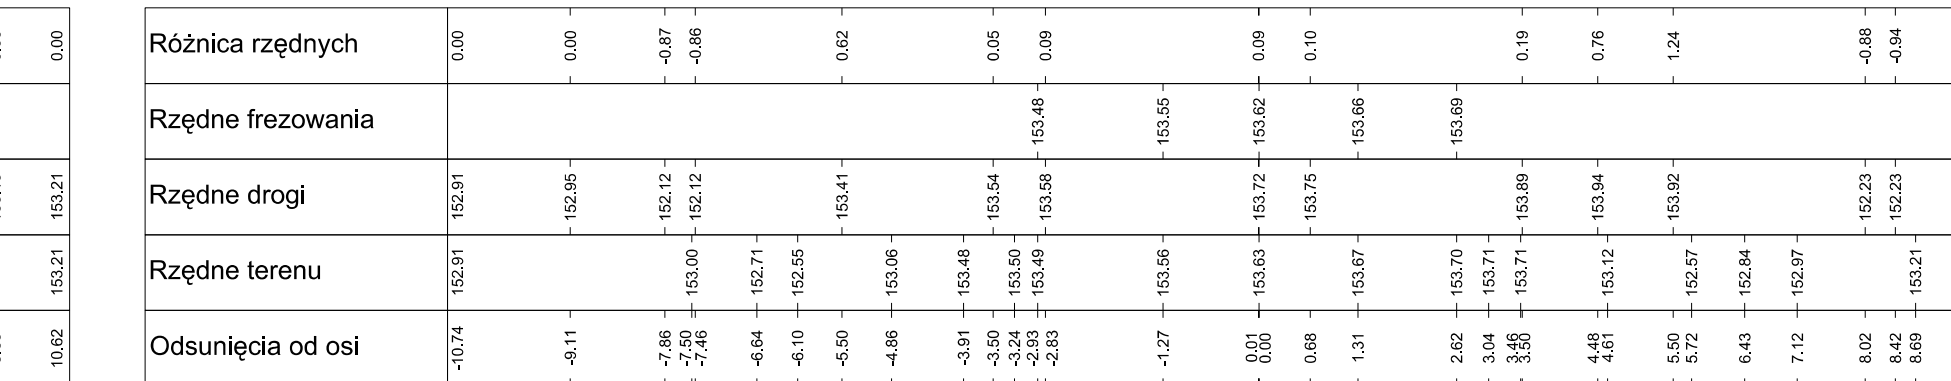 0.00
Różnica rzędnych 0.00 0.00 -0.87 -0.86 0.62 0.05 0.09 0.09 0.10 0.19 0.76 1.24 -0.88 -0.94
Rzędne frezowania 153.48 153.55 153.62 153.66 153.69
153.21
Rzędne drogi 152.91 152.95 152.12 152.12 153.41 153.54 153.58 153.72 153.75 153.89 153.94 153.92 152.23 152.23
153.21
Rzędne terenu 152.91 153.00 152.71 152.55 153.06 153.48 153.50 153.49 153.56 153.63 153.67 153.70 153.71 153.71 153.12 152.57 152.84 152.97 153.21
10.62
Odsunięcia od osi -10.74 -9.11 -7.86 -7.50 -7.46 -6.64 -6.10 -5.50 -4.86 -3.91 -3.50 -3.24 -2.93 -2.83 -1.27 0.01 0.00 0.68 1.31 2.62 3.04 3.46 3.50 4.48 4.61 5.50 5.72 6.43 7.12 8.02 8.42 8.69